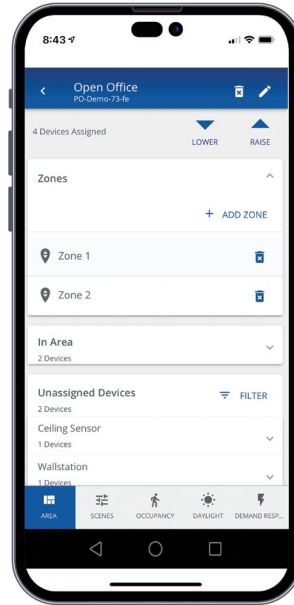 8:43
Open Office
PO-Demo-73-fe
4 Devices Assigned
LOWER
RAISE
Zones
+ ADD ZONE
Zone 1
Zone 2
In Area
2 Devices
Unassigned Devices
2 Devices
FILTER
Ceiling Sensor
1 Devices
Wallstation
1 Devices
AREA
SCENES
OCCUPANCY
DAYLIGHT
DEMAND RESP...